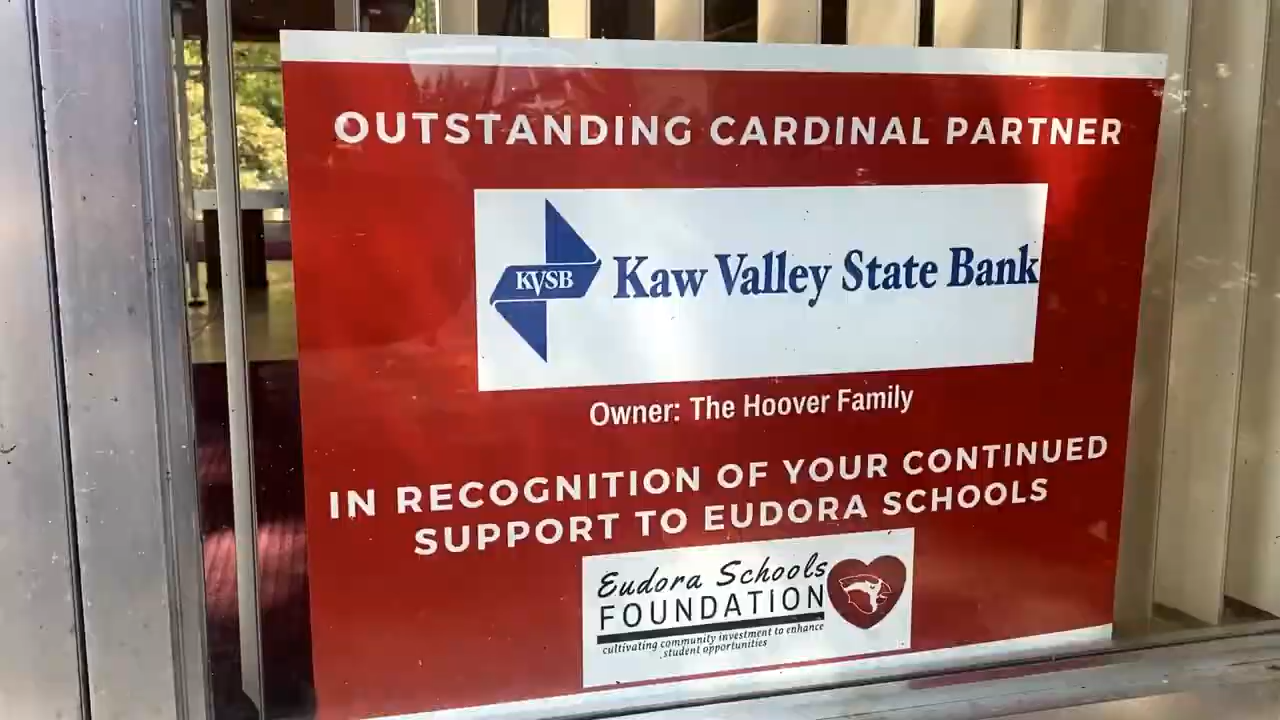 OUTSTANDING CARDINAL PARTNER
KVSB Kaw Valley State Bank
Owner: The Hoover Family
IN RECOGNITION OF YOUR CONTINUED
SUPPORT TO EUDORA SCHOOLS
Eudora Schools
FOUNDATION
cultivating community investment to enhance
student opportunities